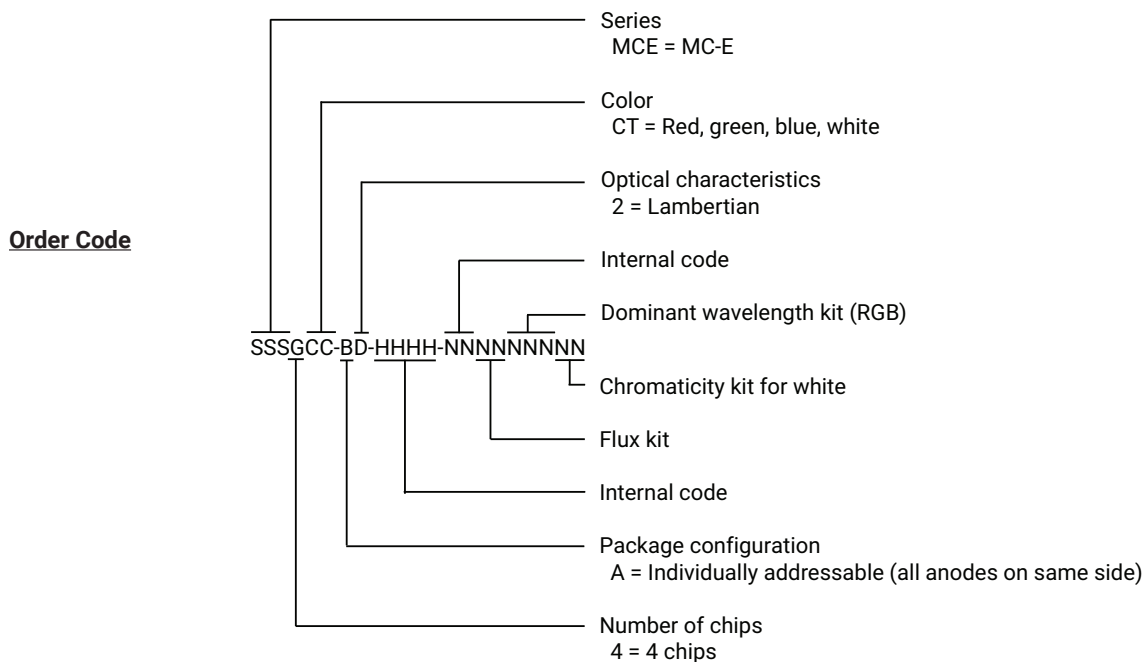 Series
MCE = MC-E
Color
CT = Red, green, blue, white
Optical characteristics
2 = Lambertian
Order Code
Internal code
Dominant wavelength kit (RGB)
SSSGCC-BD-HHHH-NNNNNNNNN
Chromaticity kit for white
Flux kit
Internal code
Package configuration
A = Individually addressable (all anodes on same side)
Number of chips
4 = 4 chips